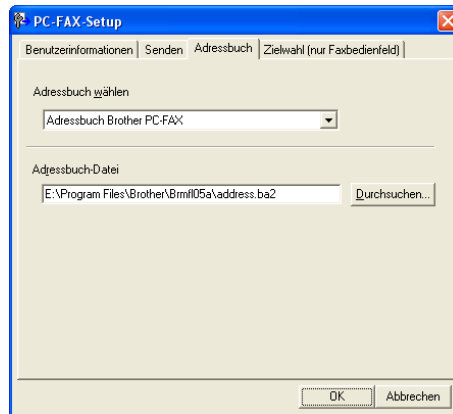 PC-FAX-Setup
Benutzerinformationen Senden Adressbuch Zielwahl (nur Faxbedienfeld)
Adressbuch wählen
Adressbuch Brother PC-FAX
Adressbuch-Datei
E:\Program Files\Brother\Brmfl05a\address.ba2 Durchsuchen...
OK Abbrechen